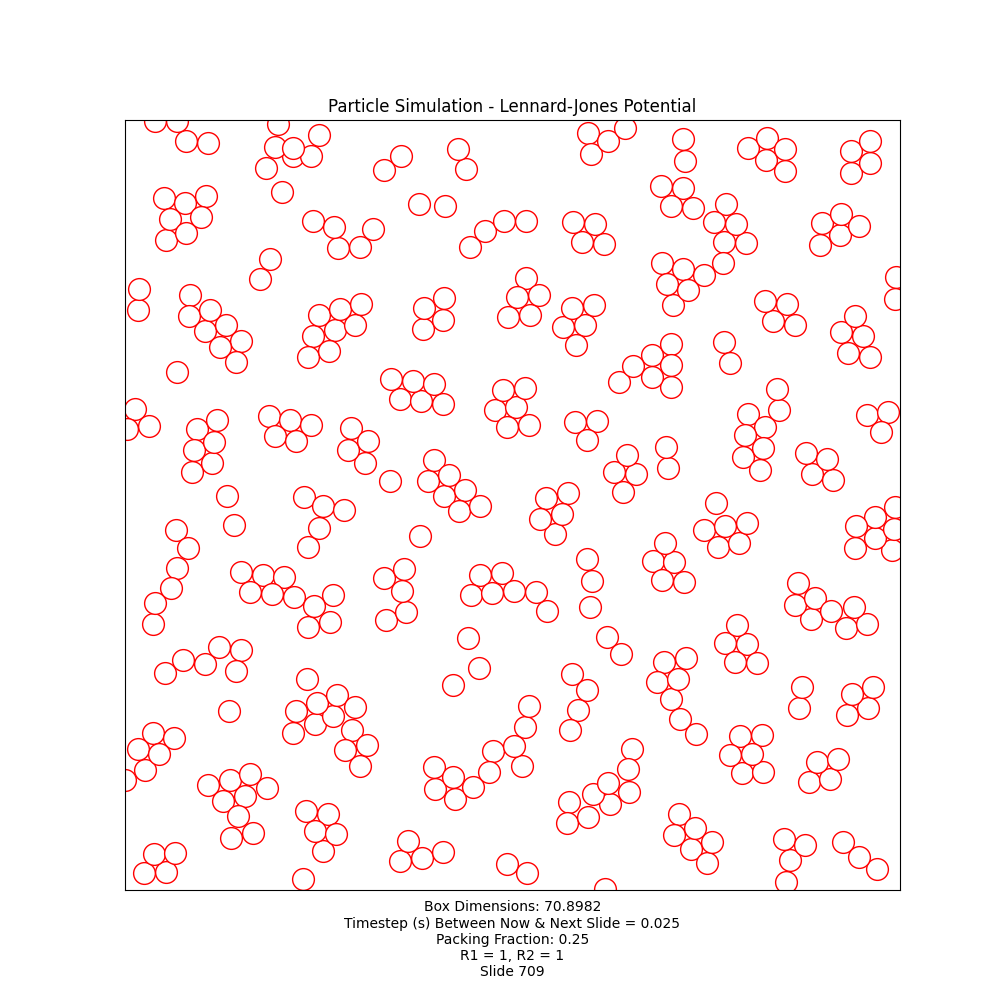 Particle Simulation - Lennard-Jones Potential
Box Dimensions: 70.8982
Timestep (s) Between Now & Next Slide = 0.025
Packing Fraction: 0.25
R1 = 1, R2 = 1
Slide 709